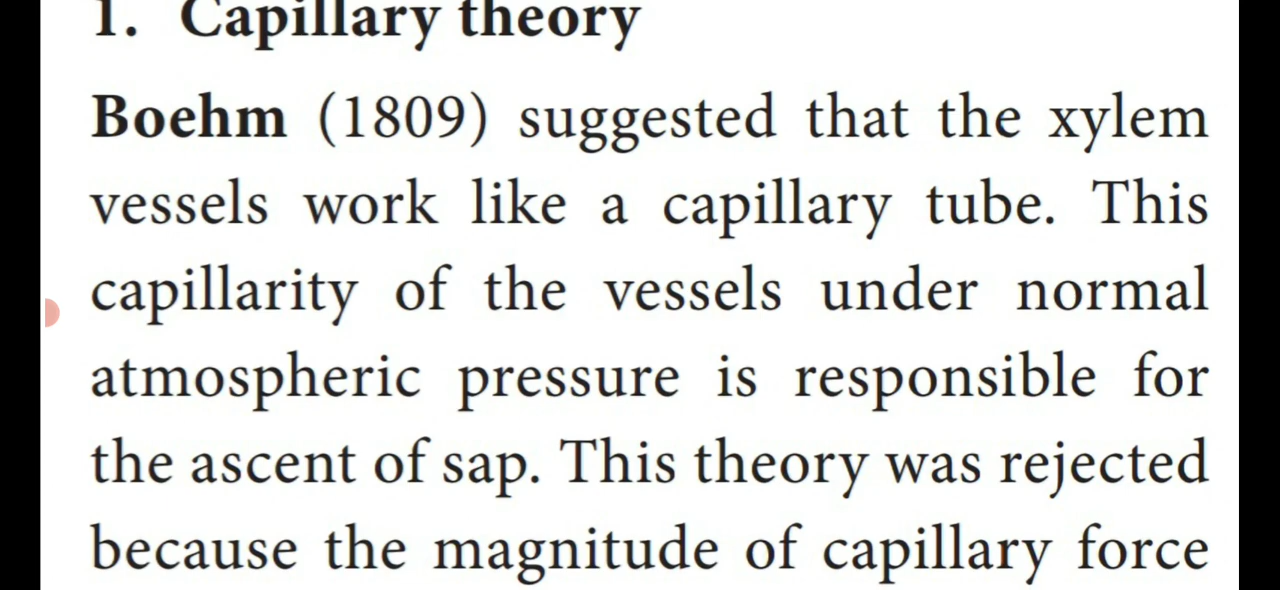 1. Capillary theory
Boehm (1809) suggested that the xylem
vessels work like a capillary tube. This
capillarity of the vessels under normal
atmospheric pressure is responsible for
the ascent of sap. This theory was rejected
because the magnitude of capillary force